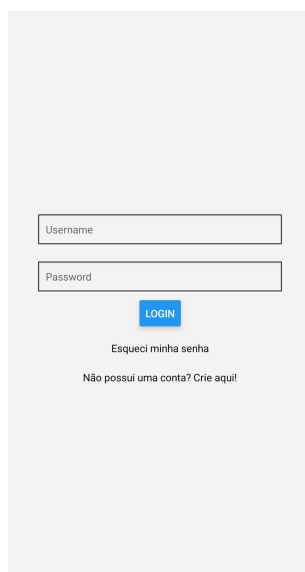 Username
Password
LOGIN
Esqueci minha senha
Não possui uma conta? Crie aqui!